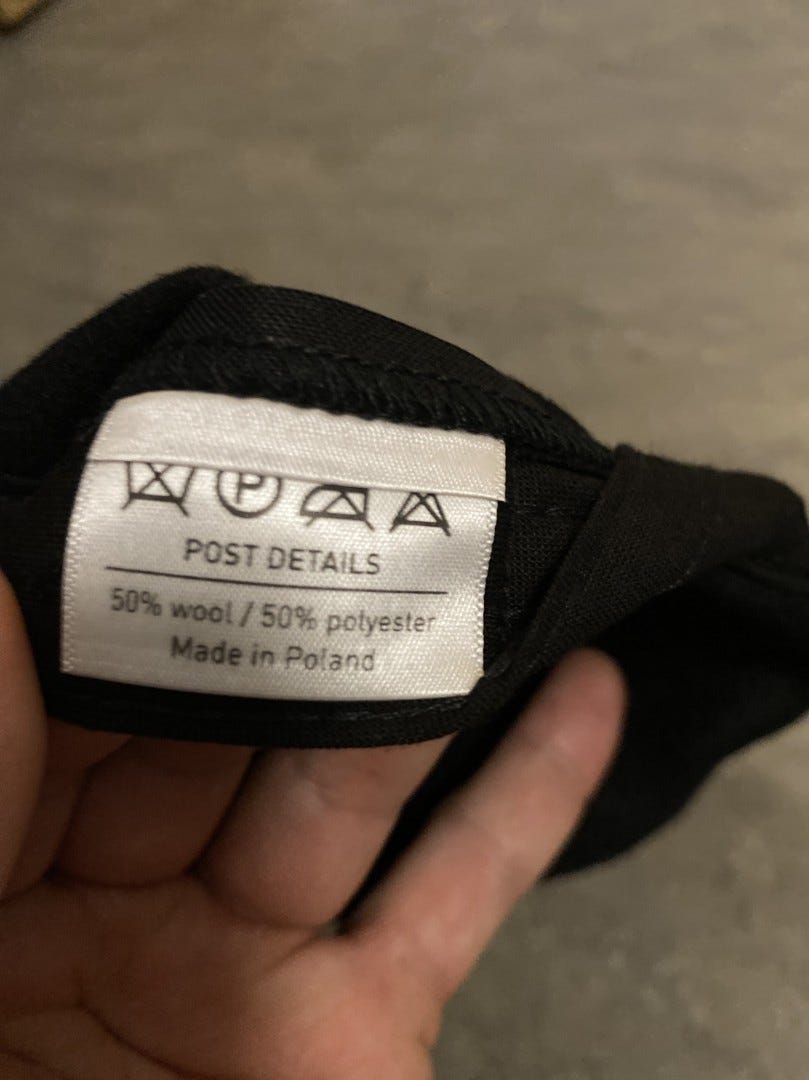 P
POST DETAILS
50% wool / 50% polyester
Made in Poland